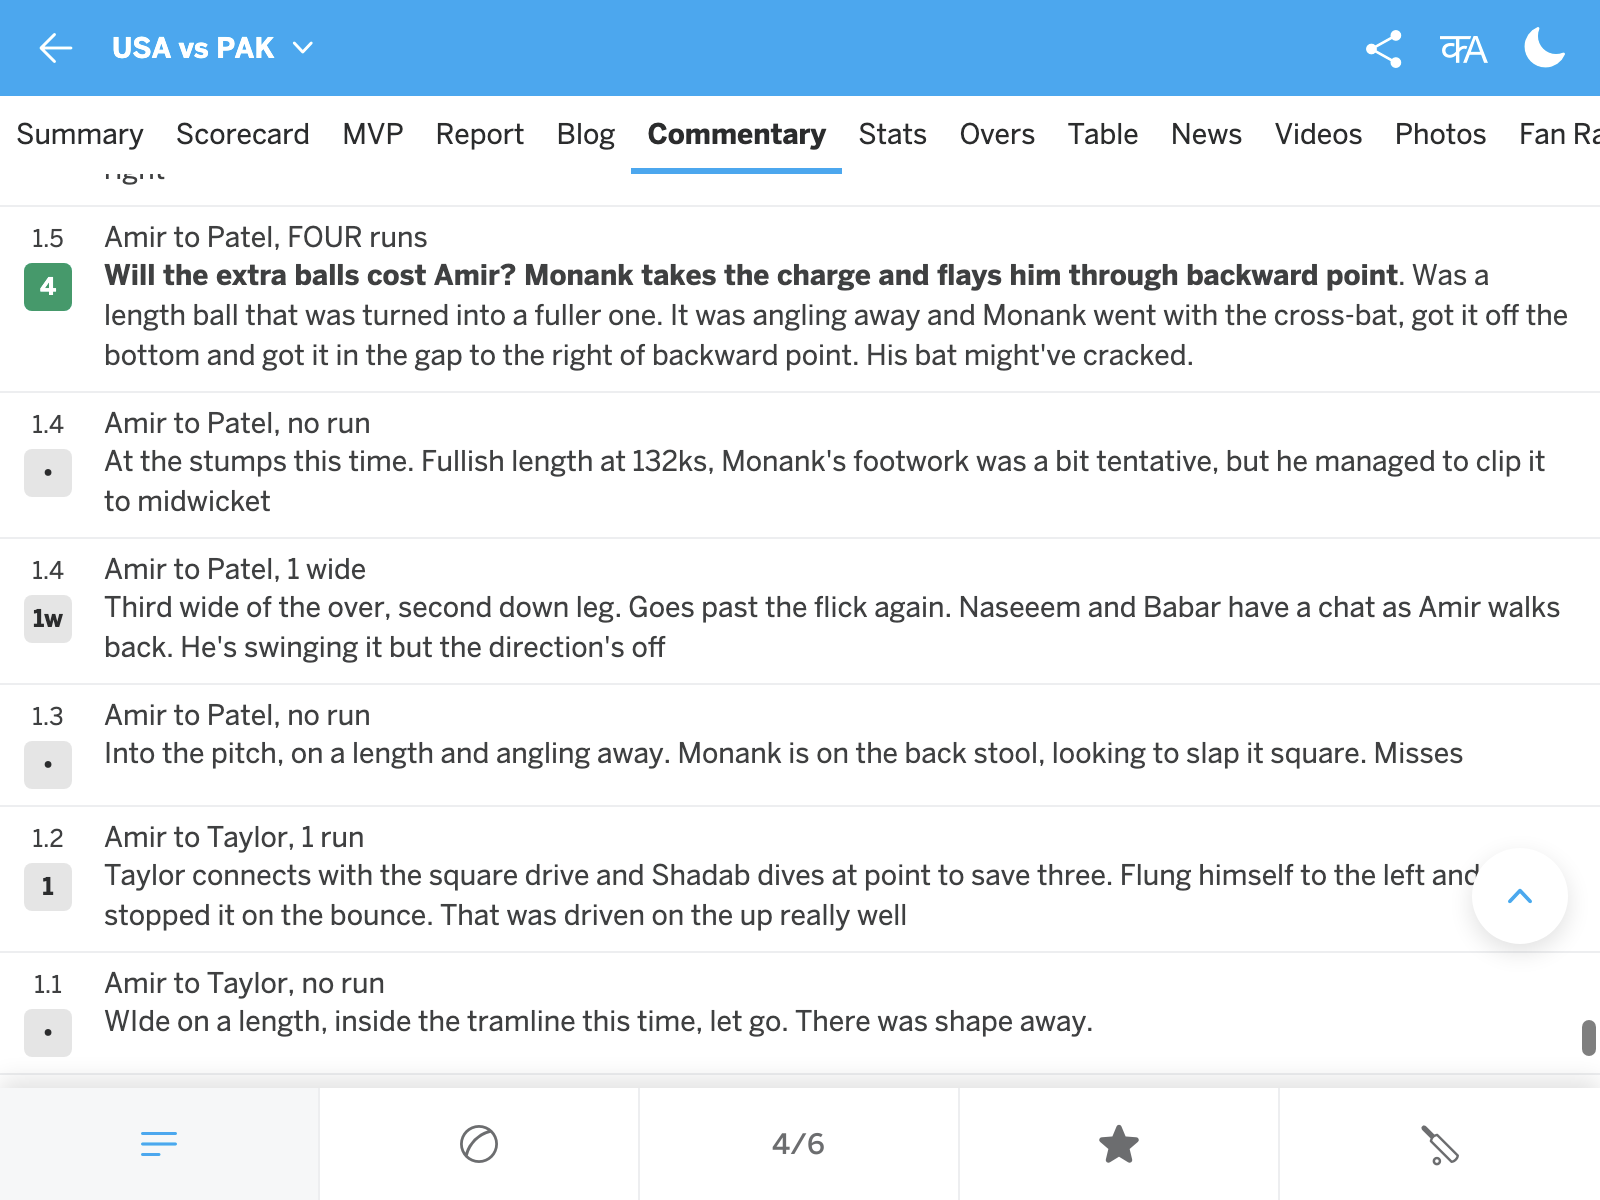 USA vs PAK
क A
Summary Scorecard MVP Report Blog Commentary Stats Overs Table News Videos Photos Fan Ra
right
1.5 Amir to Patel, FOUR runs
4 Will the extra balls cost Amir? Monank takes the charge and flays him through backward point. Was a
length ball that was turned into a fuller one. It was angling away and Monank went with the cross-bat, got it off the
bottom and got it in the gap to the right of backward point. His bat might've cracked.
1.4 Amir to Patel, no run
• At the stumps this time. Fullish length at 132ks, Monank's footwork was a bit tentative, but he managed to clip it
to midwicket
1.4 Amir to Patel, 1 wide
1w Third wide of the over, second down leg. Goes past the flick again. Naseeem and Babar have a chat as Amir walks
back. He's swinging it but the direction's off
1.3 Amir to Patel, no run
• Into the pitch, on a length and angling away. Monank is on the back stool, looking to slap it square. Misses
1.2 Amir to Taylor, 1 run
1 Taylor connects with the square drive and Shadab dives at point to save three. Flung himself to the left and
stopped it on the bounce. That was driven on the up really well
1.1 Amir to Taylor, no run
• WIde on a length, inside the tramline this time, let go. There was shape away.
4/6